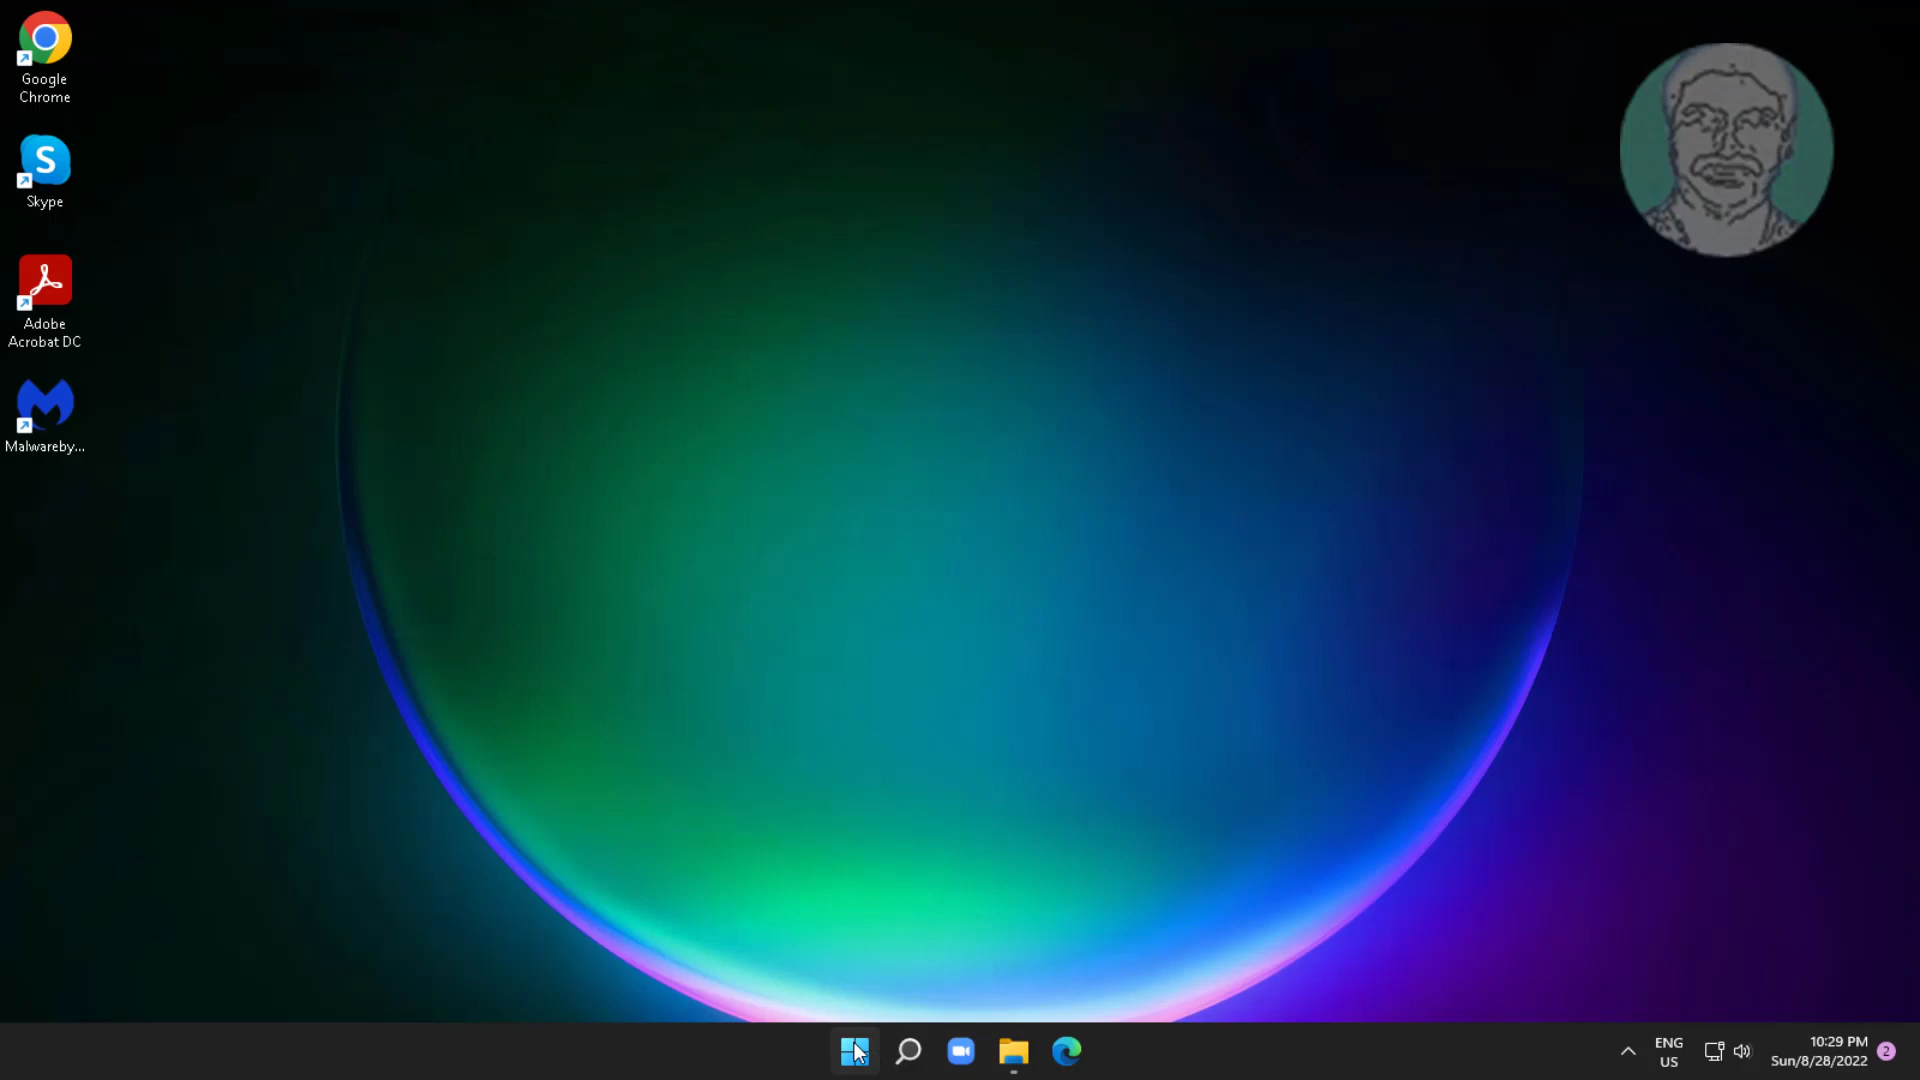 Google
Chrome
S
Skype
Adobe
Acrobat DC
Malwareby...
ENG
US
10:29 PM
Sun/8/28/2022
2